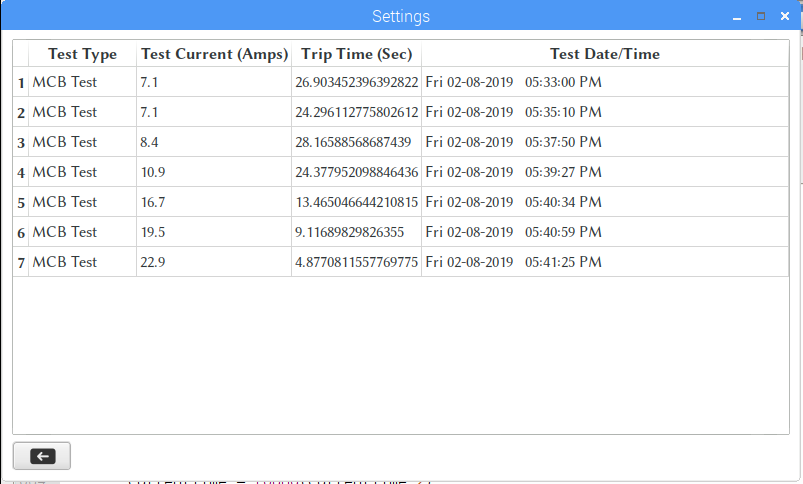 Settings
Test Type Test Current (Amps) Trip Time (Sec) Test Date/Time
1 MCB Test 7.1 26.903452396392822 Fri 02-08-2019 05:33:00 PM
2 MCB Test 7.1 24.296112775802612 Fri 02-08-2019 05:35:10 PM
3 MCB Test 8.4 28.16588568687439 Fri 02-08-2019 05:37:50 PM
4 MCB Test 10.9 24.377952098846436 Fri 02-08-2019 05:39:27 PM
5 MCB Test 16.7 13.465046644210815 Fri 02-08-2019 05:40:34 PM
6 MCB Test 19.5 9.11689829826355 Fri 02-08-2019 05:40:59 PM
7 MCB Test 22.9 4.8770811557769775 Fri 02-08-2019 05:41:25 PM